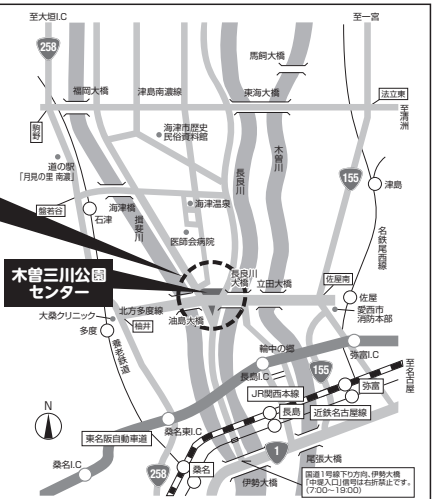 至大垣I.C
至一宮
258
馬飼大橋
福岡大橋
津島南濃線
東海大橋
法立東
至清洲
駒野
海津市歴史
民俗資料館
木曽川
道の駅
「月見の里 南濃」
長良川
155
津島
盤若谷
石津
海津橋
揖斐川
海津温泉
名鉄尾西線
医師会病院
木曽三川公園
センター
長良川
大橋
立田大橋
佐屋南
佐屋
大桑クリニック
北方多度線
油島大橋
愛西市
消防本部
多度
柚井
養老鉄道
輪中の郷
弥富I.C
長島I.C
155
至名古屋
JR関西本線
弥富
N
長島
近鉄名古屋線
桑名東I.C
東名阪自動車道
1
尾張大橋
桑名I.C
258
桑名
伊勢大橋
国道1号線下り方向、伊勢大橋
「中堤入口」信号は右折禁止です。
(7:00〜19:00)